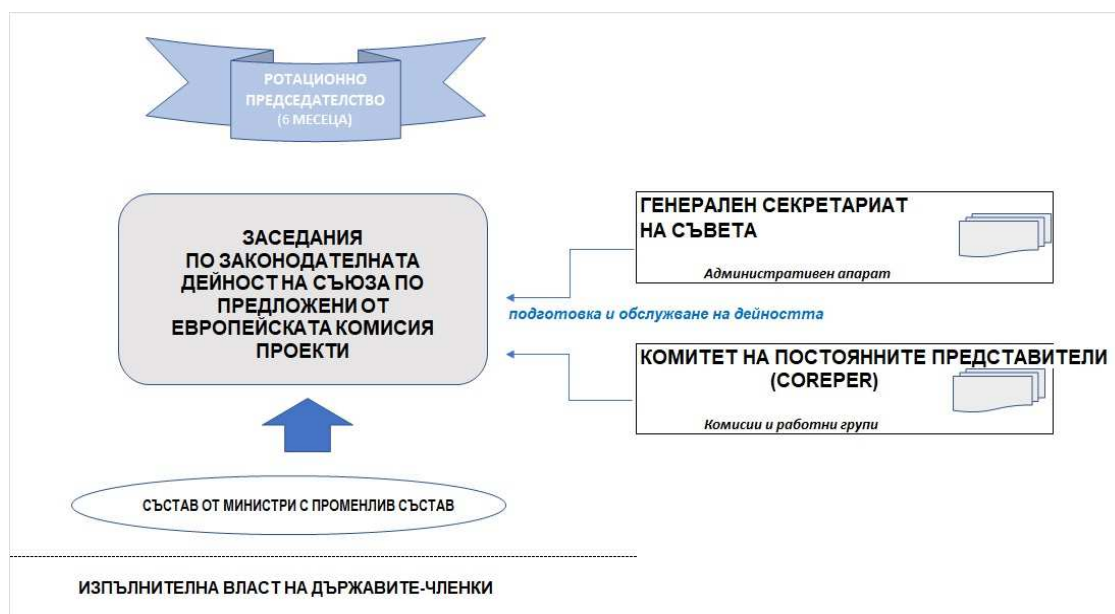 РОТАЦИОННО
ПРЕДСЕДАТЕЛСТВО
(6 МЕСЕЦА)
ЗАСЕДАНИЯ
ПО ЗАКОНОДАТЕЛНАТА
ДЕЙНОСТ НА СЪЮЗА ПО
ПРЕДЛОЖЕНИ ОТ
ЕВРОПЕЙСКАТА КОМИСИЯ
ПРОЕКТИ
ГЕНЕРАЛЕН СЕКРЕТАРИАТ
НА СЪВЕТА
Административен апарат
подготовка и обслужване на дейността
КОМИТЕТ НА ПОСТОЯННИТЕ ПРЕДСТАВИТЕЛИ
(COREPER)
Комисии и работни групи
СЪСТАВ ОТ МИНИСТРИ С ПРОМЕНЛИВ СЪСТАВ
ИЗПЪЛНИТЕЛНА ВЛАСТ НА ДЪРЖАВИТЕ-ЧЛЕНКИ